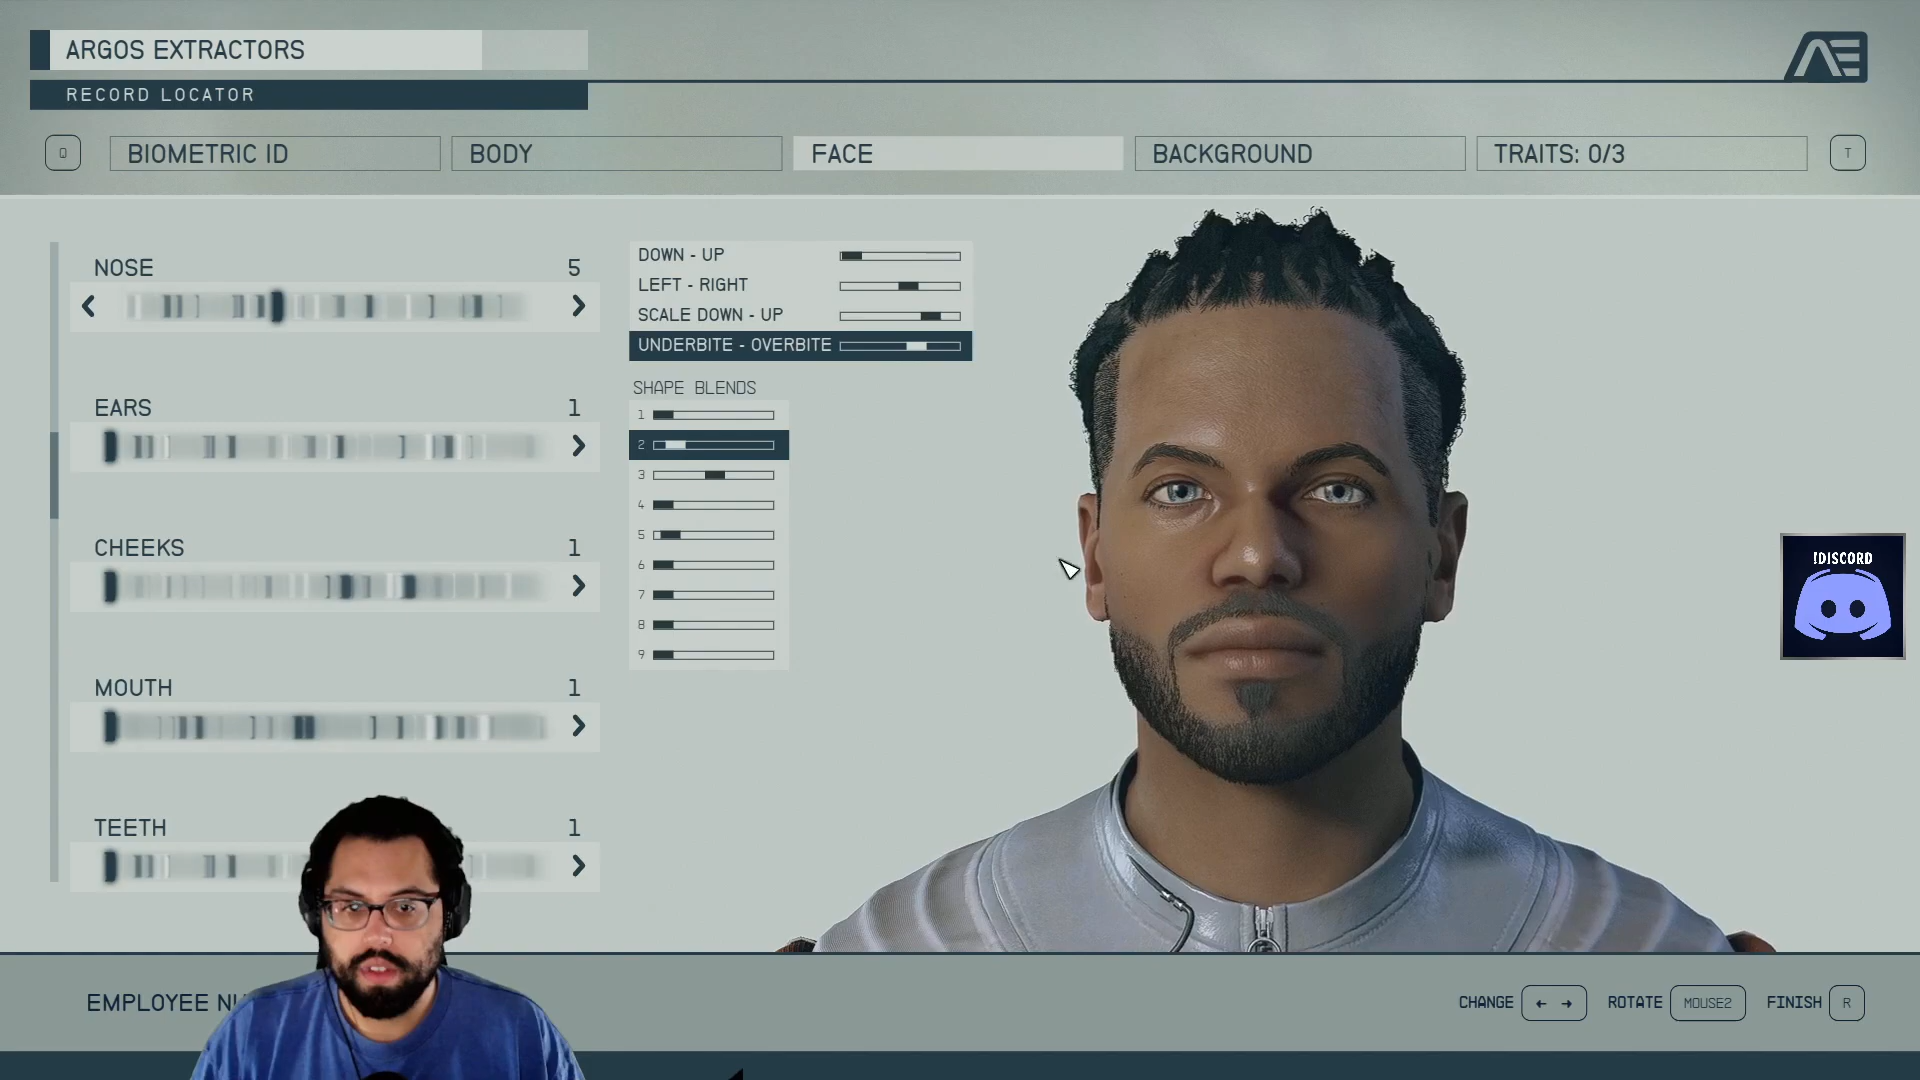 ARGOS EXTRACTORS
RECORD LOCATOR
Q BIOMETRIC ID BODY FACE BACKGROUND TRAITS: 0/3 T
NOSE 5
EARS 1
CHEEKS 1
MOUTH 1
TEETH 1
DOWN - UP
LEFT - RIGHT
SCALE DOWN - UP
UNDERBITE - OVERBITE
SHAPE BLENDS
1
2
3
4
5
6
7
8
9
!DISCORD
EMPLOYEE
CHANGE ← → ROTATE MOUSE2 FINISH R